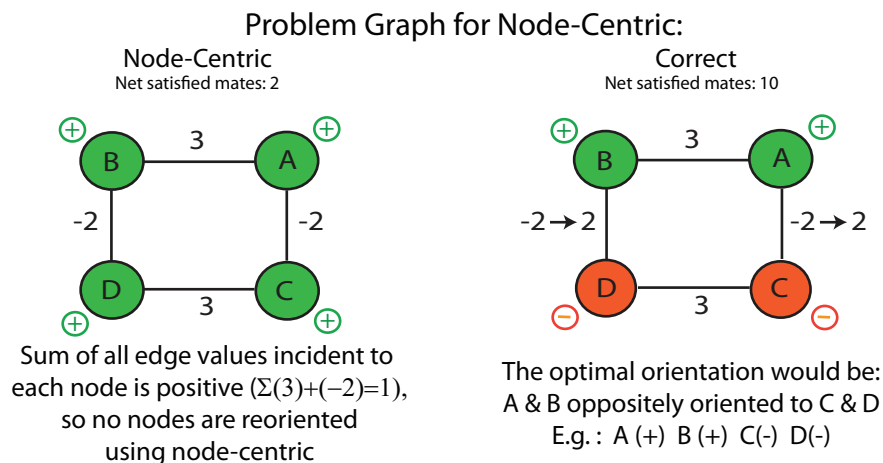 Problem Graph for Node-Centric:
Node-Centric
Net satisfied mates: 2
+ +
3
B A
-2 -2
D C
3
+ +
Sum of all edge values incident to
each node is positive (Σ(3)+(−2)=1),
so no nodes are reoriented
using node-centric
Correct
Net satisfied mates: 10
+ +
3
B A
-2→2 -2→2
D C
3
− −
The optimal orientation would be:
A & B oppositely oriented to C & D
E.g. : A (+) B (+) C(-) D(-)